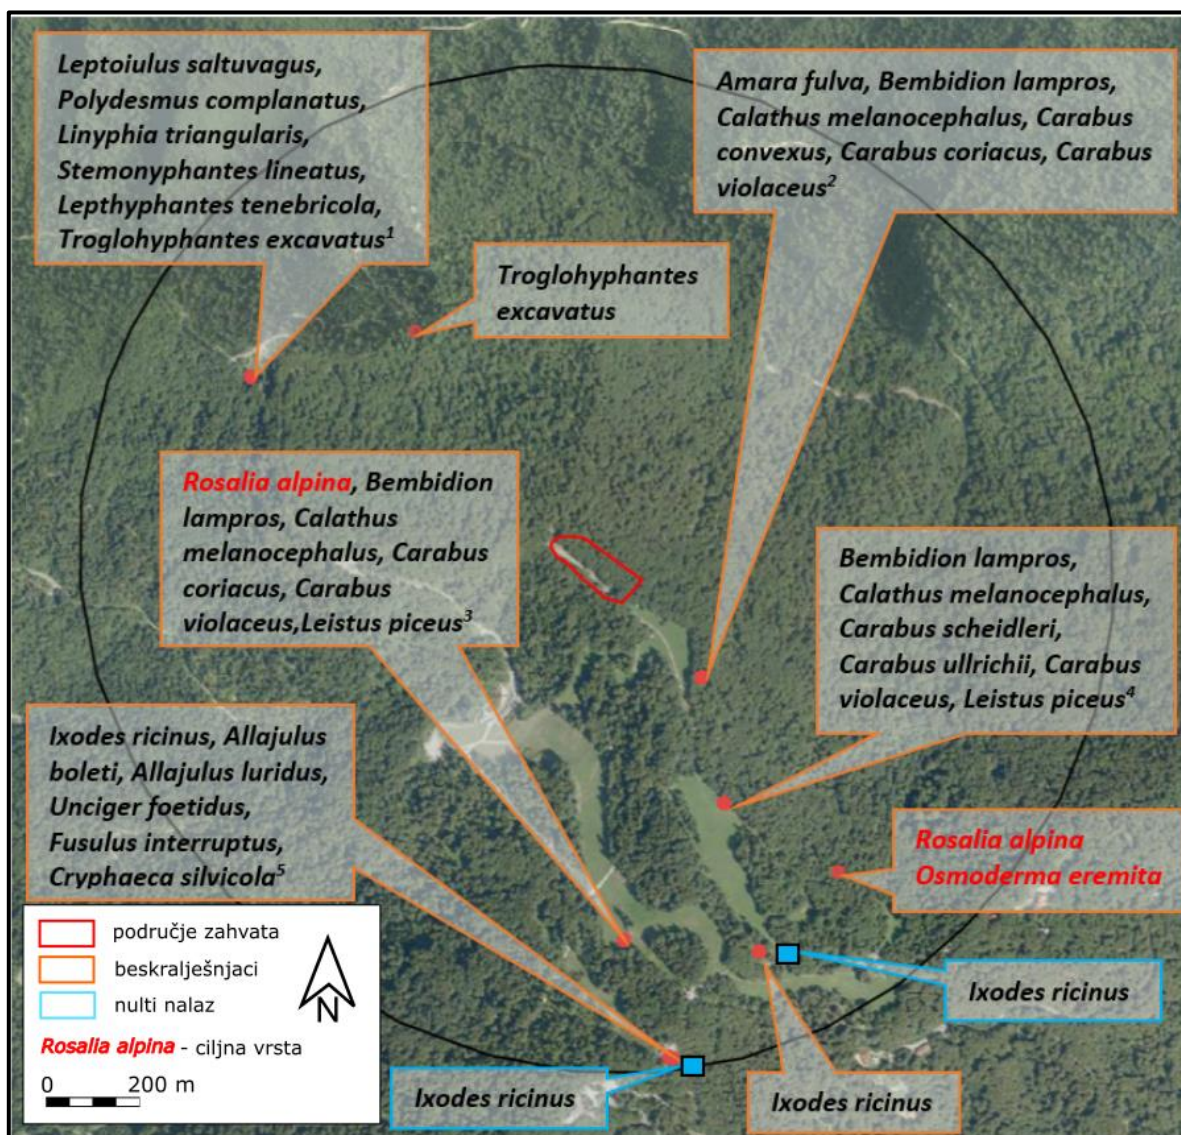 Leptoiulus saltuvagus,
Polydesmus complanatus,
Linyphia triangularis,
Stemonyphantes lineatus,
Lepthyphantes tenebricola,
Troglohyphantes excavatus¹
Amara fulva, Bembidion lampros,
Calathus melanocephalus, Carabus
convexus, Carabus coriacus, Carabus
violaceus²
Troglohyphantes
excavatus
Rosalia alpina, Bembidion
lampros, Calathus
melanocephalus, Carabus
coriacus, Carabus
violaceus,Leistus piceus³
Bembidion lampros,
Calathus melanocephalus,
Carabus scheidleri,
Carabus ullrichii, Carabus
violaceus, Leistus piceus⁴
Ixodes ricinus, Allajulus
boleti, Allajulus luridus,
Unciger foetidus,
Fusulus interruptus,
Cryphaeca silvicola⁵
Rosalia alpina
Osmoderma eremita
Ixodes ricinus
Ixodes ricinus
Ixodes ricinus
područje zahvata
beskralješnjaci
nulti nalaz
Rosalia alpina - ciljna vrsta
N
0 200 m